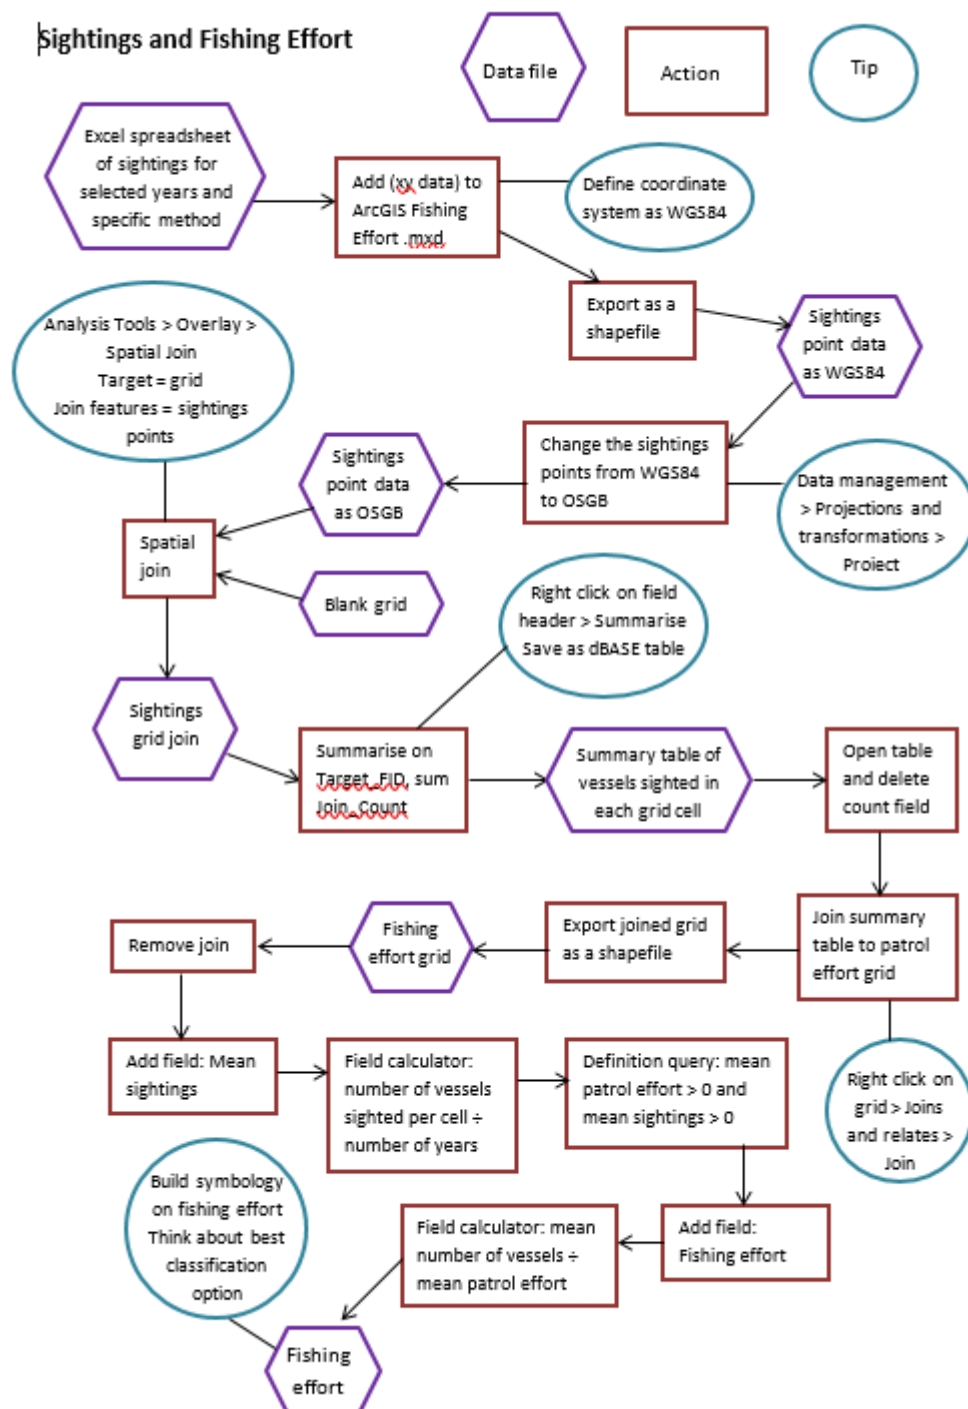 Sightings and Fishing Effort
Data file
Action
Tip
Excel spreadsheet
of sightings for
selected years and
specific method
Add (xy data) to
ArcGIS Fishing
Effort .mxd
Define coordinate
system as WGS84
Export as a
shapefile
Sightings
point data
as WGS84
Analysis Tools > Overlay >
Spatial Join
Target = grid
Join features = sightings
points
Change the sightings
points from WGS84
to OSGB
Data management
> Projections and
transformations >
Project
Sightings
point data
as OSGB
Spatial
join
Blank grid
Right click on field
header > Summarise
Save as dBASE table
Sightings
grid join
Summarise on
Target_FID, sum
Join_Count
Summary table of
vessels sighted in
each grid cell
Open table
and delete
count field
Join summary
table to patrol
effort grid
Export joined grid
as a shapefile
Fishing
effort grid
Remove join
Right click on
grid > Joins
and relates >
Join
Add field: Mean
sightings
Field calculator:
number of vessels
sighted per cell ÷
number of years
Definition query: mean
patrol effort > 0 and
mean sightings > 0
Add field:
Fishing effort
Field calculator: mean
number of vessels ÷
mean patrol effort
Build symbology
on fishing effort
Think about best
classification
option
Fishing
effort